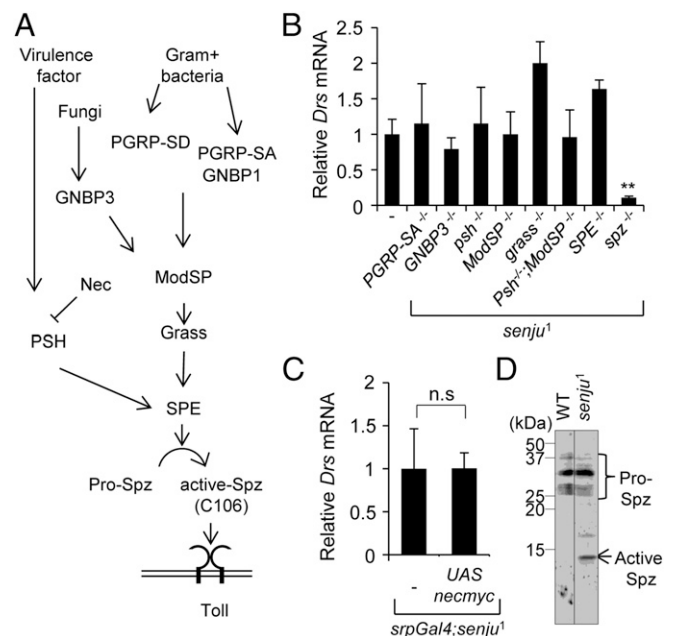 A
Virulence
factor
Gram+
bacteria
Fungi
PGRP-SD
PGRP-SA
GNBP1
GNBP3
Nec
ModSP
PSH
Grass
SPE
Pro-Spz
active-Spz
(C106)
Toll
B
Relative Drs mRNA
2.5
2
1.5
1
0.5
0
**
-
PGRP-SA -/-
GNBP3 -/-
psh -/-
ModSP -/-
grass -/-
Psh-/-;ModSP -/-
SPE -/-
spz -/-
senju1
C
Relative Drs mRNA
2
1.5
1
0.5
0
n.s
-
UAS
necmyc
srpGal4;senju1
D
WT
senju1
(kDa)
50
37
25
20
15
Pro-
Spz
Active
Spz